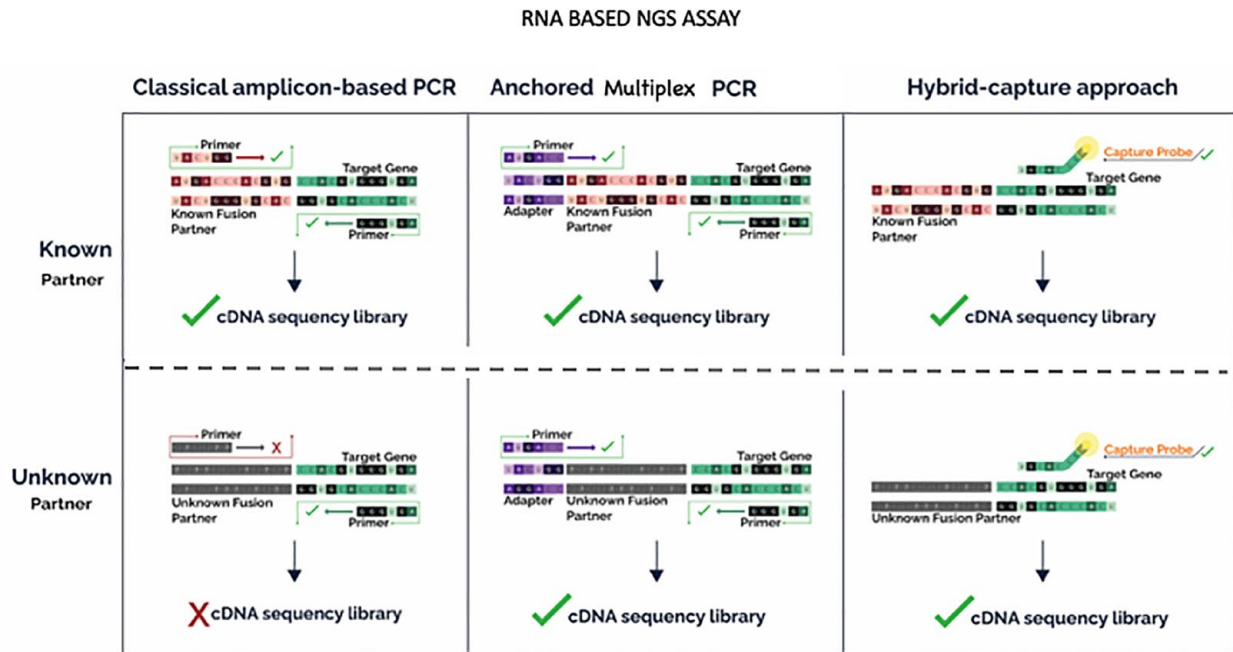 RNA BASED NGS ASSAY
Classical amplicon-based PCR
Anchored Multiplex PCR
Hybrid-capture approach
Known
Partner
Primer
Target Gene
Known Fusion
Partner
Primer
cDNA sequency library
Primer
Target Gene
Adapter
Known Fusion
Partner
Primer
cDNA sequency library
Capture Probe
Target Gene
Known Fusion
Partner
cDNA sequency library
Unknown
Partner
Primer
X
Target Gene
Unknown Fusion
Partner
Primer
X cDNA sequency library
Primer
Target Gene
Adapter
Unknown Fusion
Partner
Primer
cDNA sequency library
Capture Probe
Target Gene
Unknown Fusion Partner
cDNA sequency library